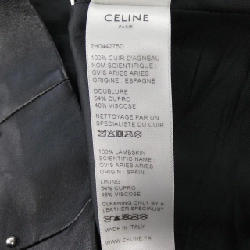 CELINE
PARIS
100% CUIR D'AGNEAU
NOM SCIENTIFIQUE :
OVIS ARIES ARIES
ORIGINE : ESPAGNE
DOUBLURE
54% CUPRO
46% VISCOSE
NETTOYAGE PAR UN
SPECIALISTE DU CUIR
100% LAMBSKIN
SCIENTIFIC NAME :
OVIS ARIES ARIES
ORIGIN : SPAIN
LINING
54% CUPRO
46% VISCOSE
CLEANING ONLY BY A
LEATHER SPECIALIST
MADE IN ITALY
WWW.CELINE.COM